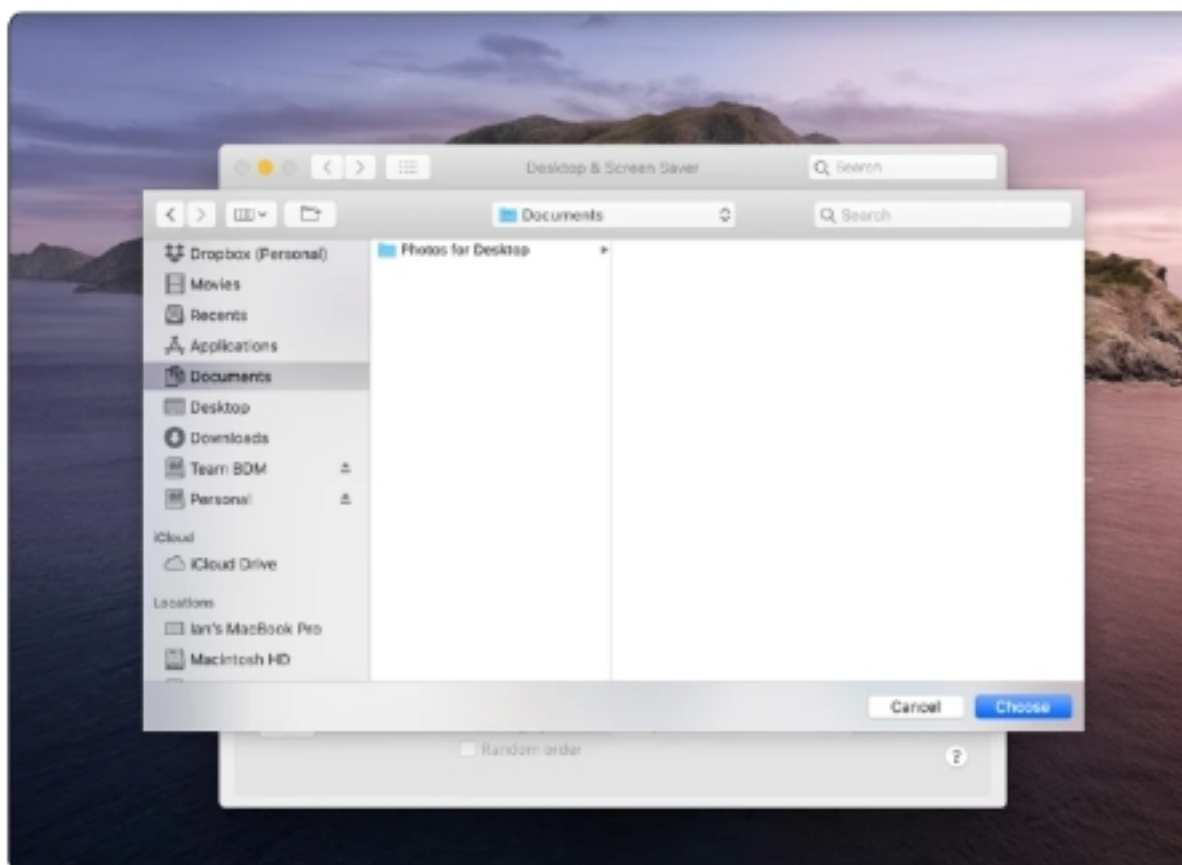 Desktop & Screen Saver
Search
Documents
Search
Dropbox (Personal)
Movies
Recents
Applications
Documents
Desktop
Downloads
Team BDM
Personal
iCloud
iCloud Drive
Locations
Ian's MacBook Pro
Macintosh HD
Photos for Desktop
Cancel
Choose
Random order
?